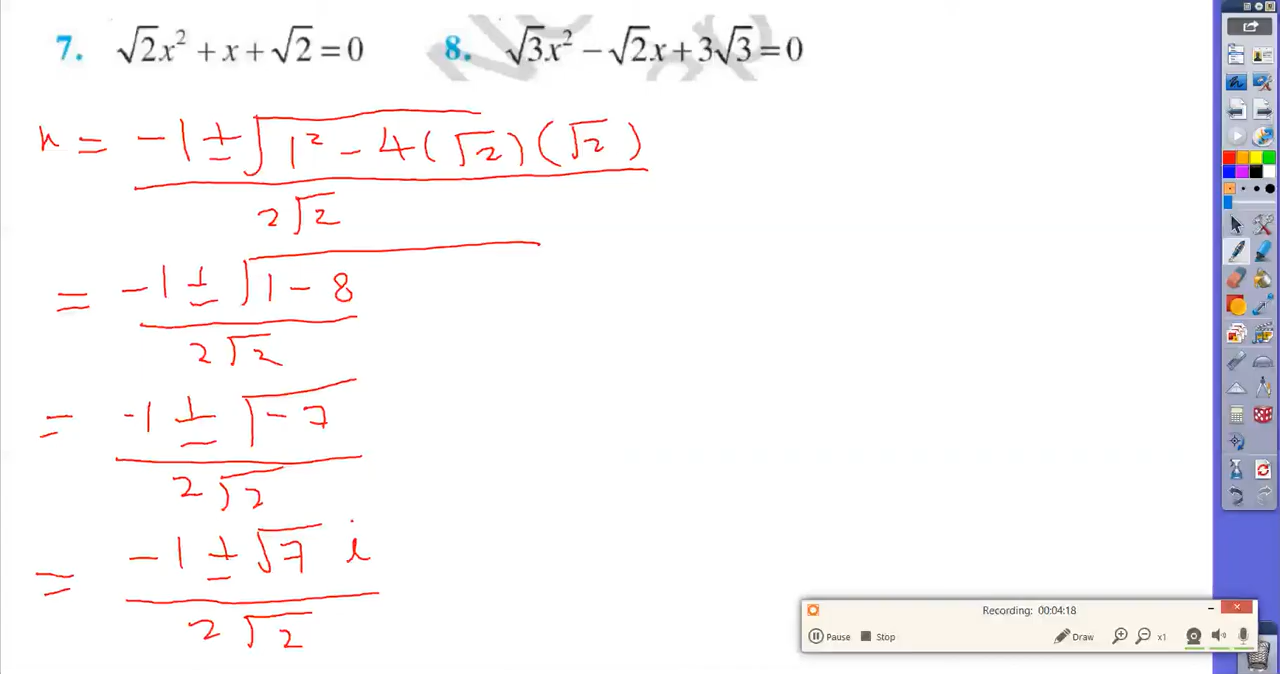 7. √2x² + x + √2 = 0    8. √3x² − √2x + 3√3 = 0
x = (−1 ± √(1² − 4(√2)(√2))) / (2√2)
= (−1 ± √(1 − 8)) / (2√2)
= (−1 ± √(−7)) / (2√2)
= (−1 ± √7 i) / (2√2)
Recording: 00:04:18
Pause Stop Draw x1